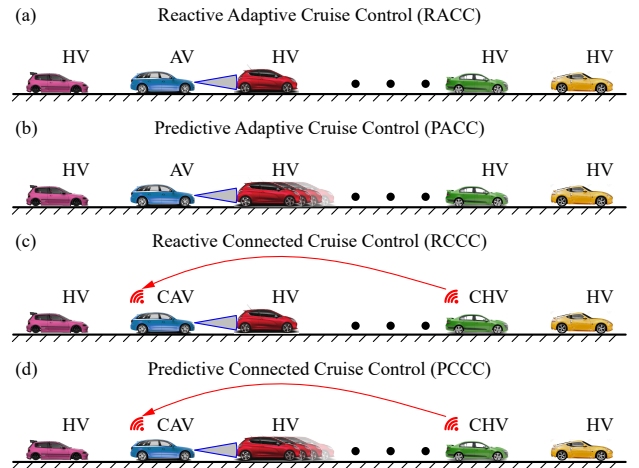 (a) Reactive Adaptive Cruise Control (RACC)
HV AV HV HV HV
(b) Predictive Adaptive Cruise Control (PACC)
HV AV HV HV HV
(c) Reactive Connected Cruise Control (RCCC)
HV CAV HV CHV HV
(d) Predictive Connected Cruise Control (PCCC)
HV CAV HV CHV HV